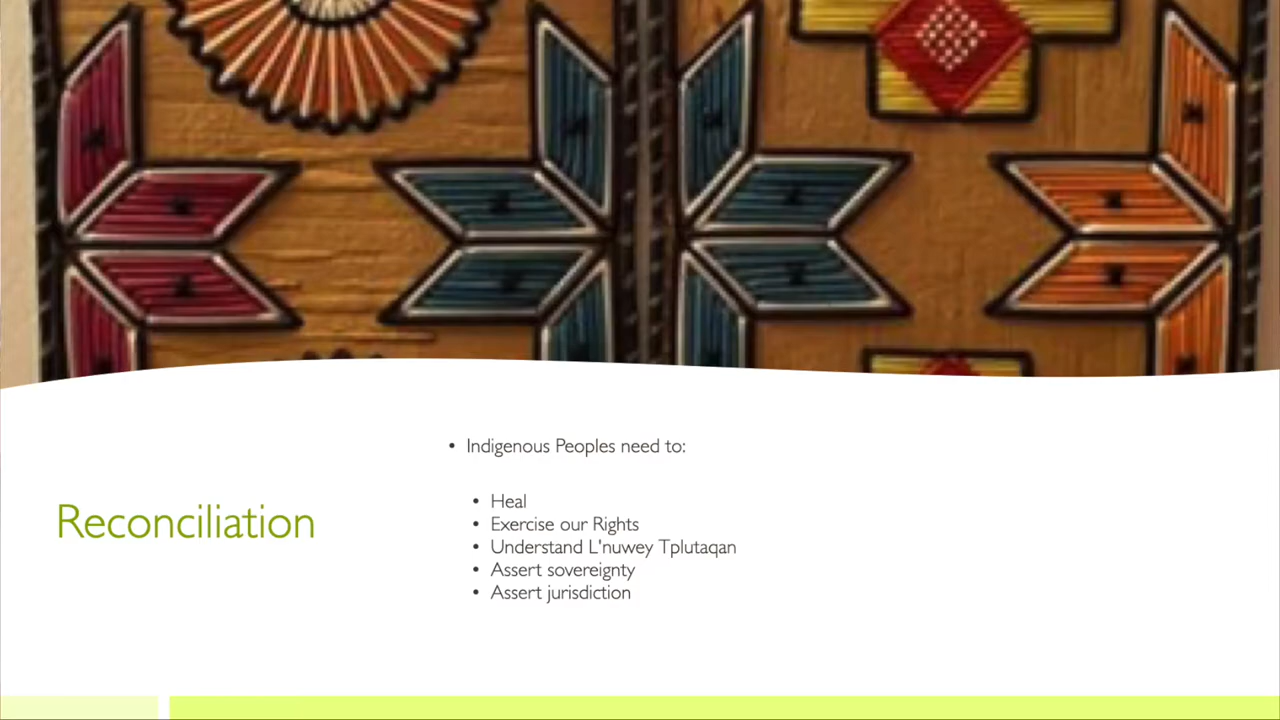 Reconciliation
• Indigenous Peoples need to:
• Heal
• Exercise our Rights
• Understand L'nuwey Tplutaqan
• Assert sovereignty
• Assert jurisdiction